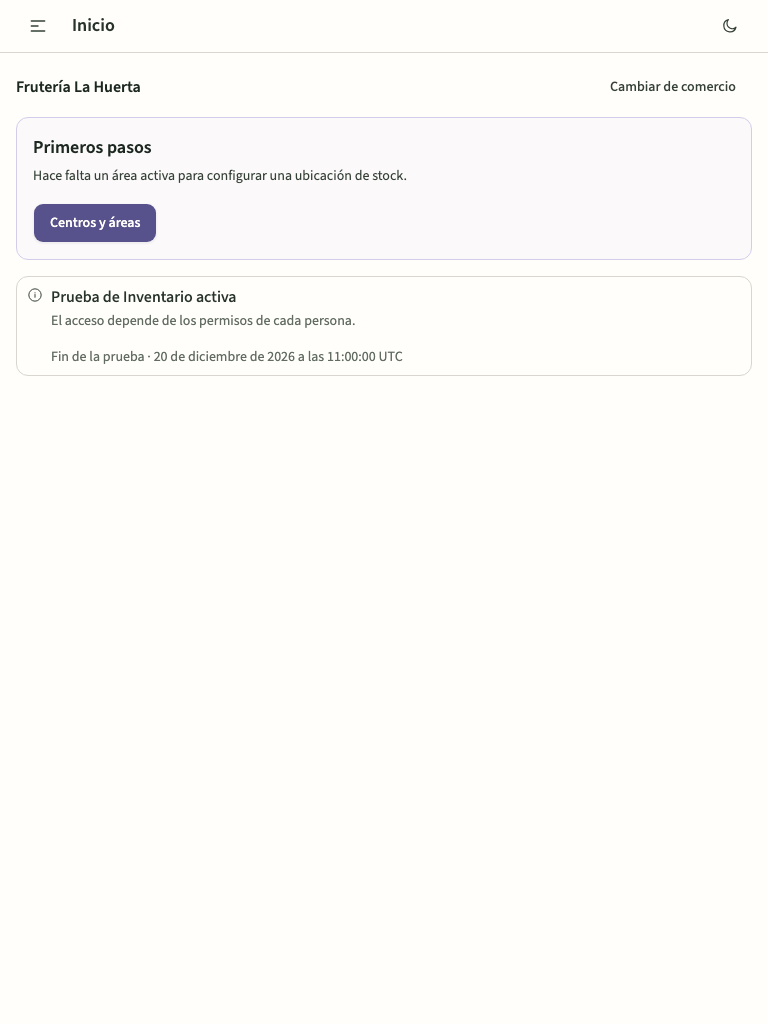 Inicio
Frutería La Huerta
Cambiar de comercio
Primeros pasos
Hace falta un área activa para configurar una ubicación de stock.
Centros y áreas
Prueba de Inventario activa
El acceso depende de los permisos de cada persona.
Fin de la prueba · 20 de diciembre de 2026 a las 11:00:00 UTC